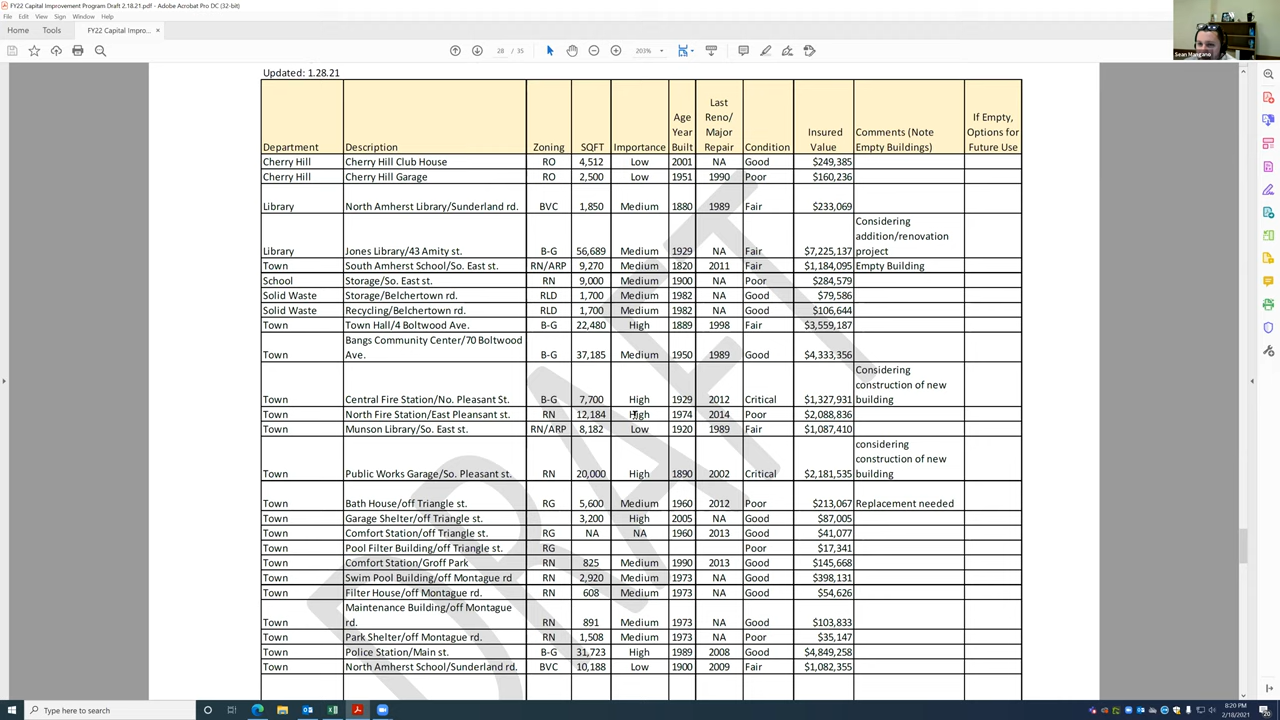 FY22 Capital Improvement Program Draft 2.18.21.pdf - Adobe Acrobat Pro DC (32-bit)
File Edit View Sign Window Help
Home Tools FY22 Capital Impro... ×
28 / 35 203%
Sean Mangano
Updated: 1.28.21
Department Description Zoning SQFT Importance Age Year Built Last Reno/ Major Repair Condition Insured Value Comments (Note Empty Buildings) If Empty, Options for Future Use
Cherry Hill Cherry Hill Club House RO 4,512 Low 2001 NA Good $249,385
Cherry Hill Cherry Hill Garage RO 2,500 Low 1951 1990 Poor $160,236
Library North Amherst Library/Sunderland rd. BVC 1,850 Medium 1880 1989 Fair $233,069
Library Jones Library/43 Amity st. B-G 56,689 Medium 1929 NA Fair $7,225,137 Considering addition/renovation project
Town South Amherst School/So. East st. RN/ARP 9,270 Medium 1820 2011 Fair $1,184,095 Empty Building
School Storage/So. East st. RN 9,000 Medium 1900 NA Poor $284,579
Solid Waste Storage/Belchertown rd. RLD 1,700 Medium 1982 NA Good $79,586
Solid Waste Recycling/Belchertown rd. RLD 1,700 Medium 1982 NA Good $106,644
Town Town Hall/4 Boltwood Ave. B-G 22,480 High 1889 1998 Fair $3,559,187
Town Bangs Community Center/70 Boltwood Ave. B-G 37,185 Medium 1950 1989 Good $4,333,356
Town Central Fire Station/No. Pleasant St. B-G 7,700 High 1929 2012 Critical $1,327,931 Considering construction of new building
Town North Fire Station/East Pleansant st. RN 12,184 High 1974 2014 Poor $2,088,836
Town Munson Library/So. East st. RN/ARP 8,182 Low 1920 1989 Fair $1,087,410
Town Public Works Garage/So. Pleasant st. RN 20,000 High 1890 2002 Critical $2,181,535 considering construction of new building
Town Bath House/off Triangle st. RG 5,600 Medium 1960 2012 Poor $213,067 Replacement needed
Town Garage Shelter/off Triangle st. 3,200 High 2005 NA Good $87,005
Town Comfort Station/off Triangle st. RG NA NA 1960 2013 Good $41,077
Town Pool Filter Building/off Triangle st. RG Poor $17,341
Town Comfort Station/Groff Park RN 825 Medium 1990 2013 Good $145,668
Town Swim Pool Building/off Montague rd RN 2,920 Medium 1973 NA Good $398,131
Town Filter House/off Montague rd. RN 608 Medium 1973 NA Good $54,626
Town Maintenance Building/off Montague rd. RN 891 Medium 1973 NA Good $103,833
Town Park Shelter/off Montague rd. RN 1,508 Medium 1973 NA Poor $35,147
Town Police Station/Main st. B-G 31,723 High 1989 2008 Good $4,849,258
Town North Amherst School/Sunderland rd. BVC 10,188 Low 1900 2009 Fair $1,082,355
DRAFT
Type here to search
8:20 PM
2/18/2021